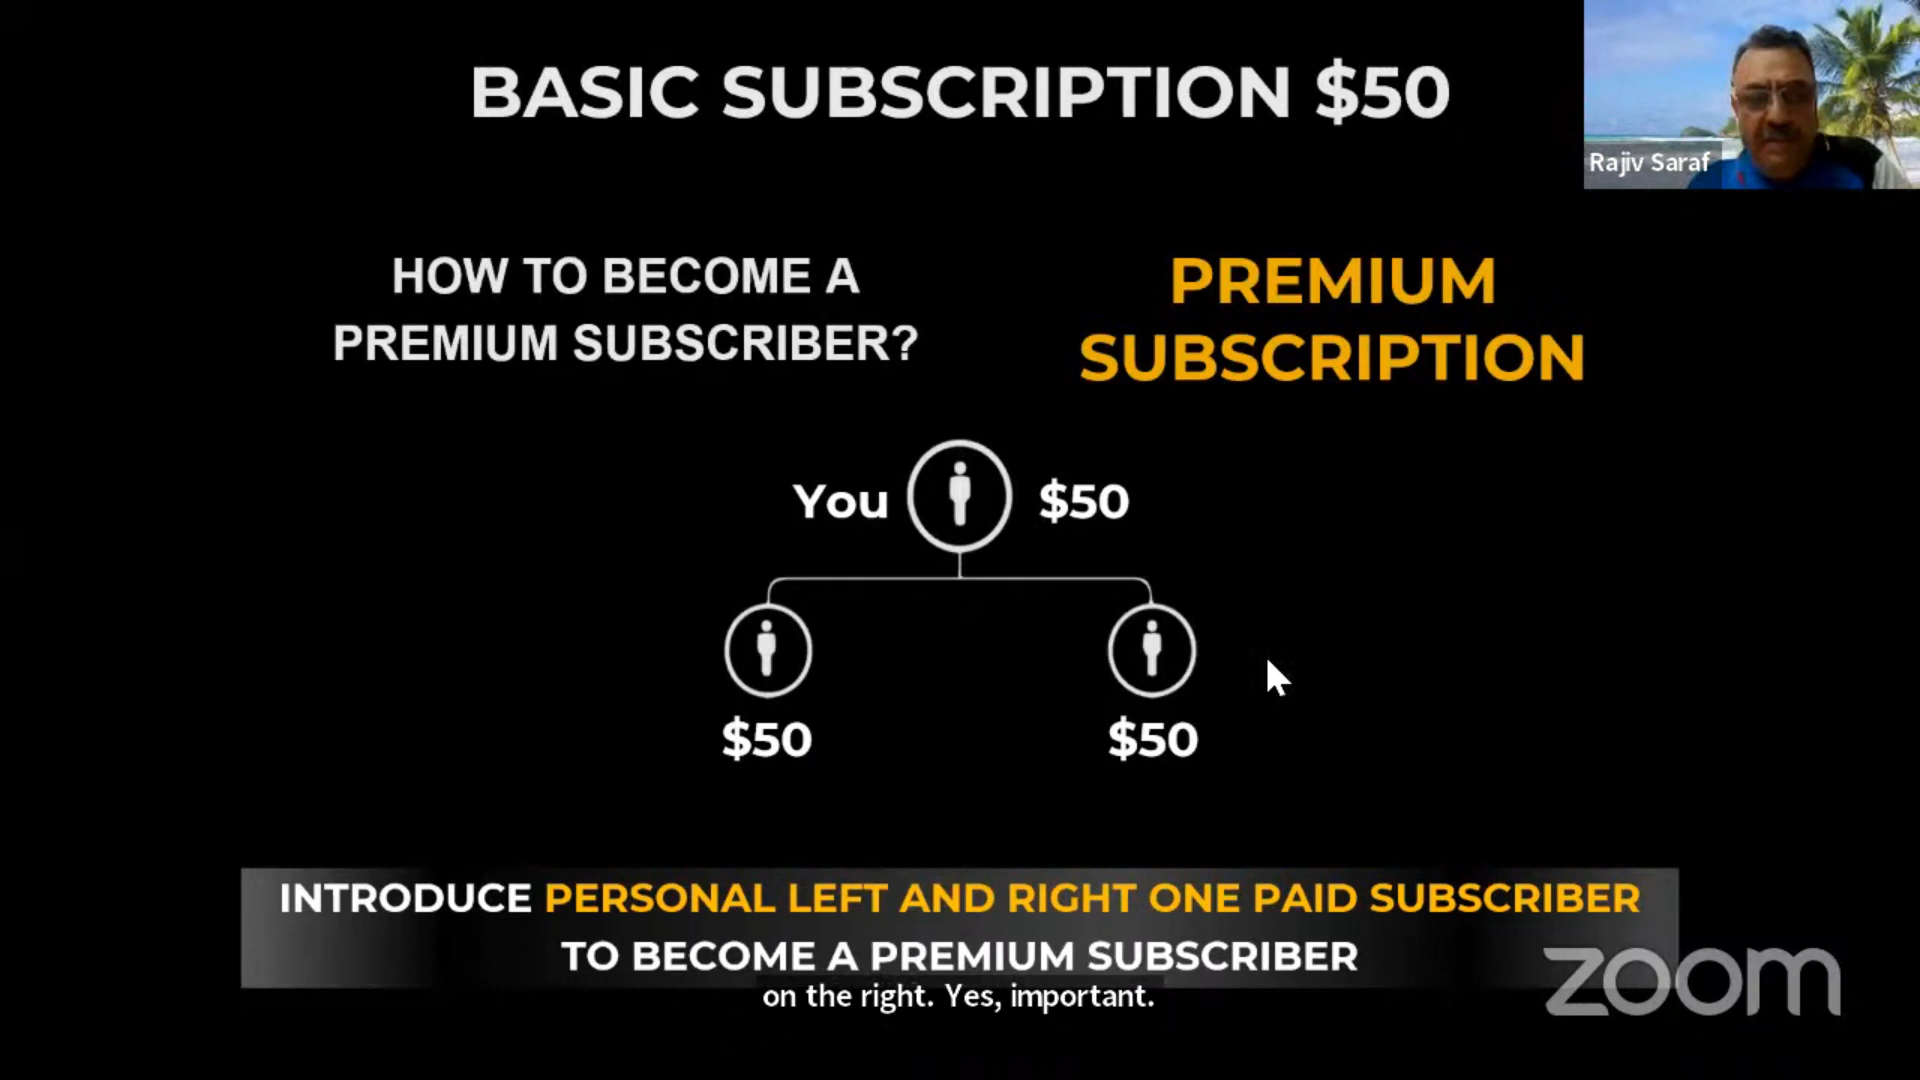 BASIC SUBSCRIPTION $50
Rajiv Saraf
HOW TO BECOME A
PREMIUM SUBSCRIBER?
PREMIUM
SUBSCRIPTION
You $50
$50 $50
INTRODUCE PERSONAL LEFT AND RIGHT ONE PAID SUBSCRIBER
TO BECOME A PREMIUM SUBSCRIBER
on the right. Yes, important.
zoom